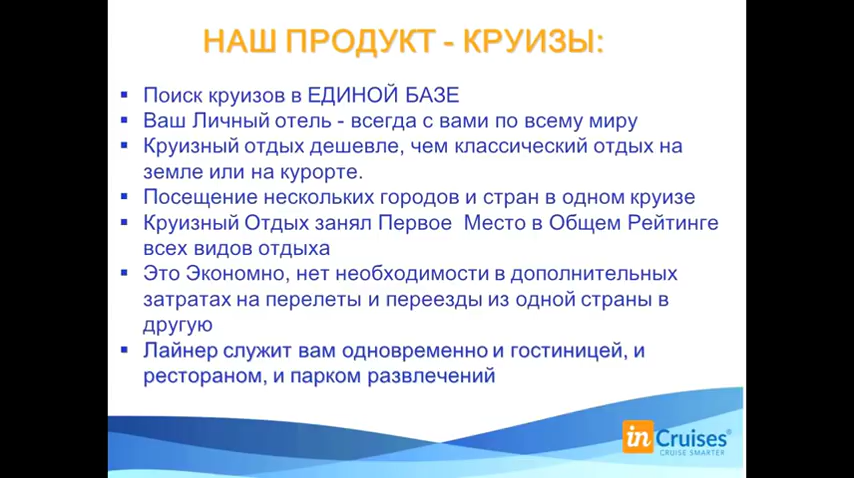 НАШ ПРОДУКТ - КРУИЗЫ:
Поиск круизов в ЕДИНОЙ БАЗЕ
Ваш Личный отель - всегда с вами по всему миру
Круизный отдых дешевле, чем классический отдых на
земле или на курорте.
Посещение нескольких городов и стран в одном круизе
Круизный Отдых занял Первое Место в Общем Рейтинге
всех видов отдыха
Это Экономно, нет необходимости в дополнительных
затратах на перелеты и переезды из одной страны в
другую
Лайнер служит вам одновременно и гостиницей, и
рестораном, и парком развлечений
inCruises®
CRUISE SMARTER